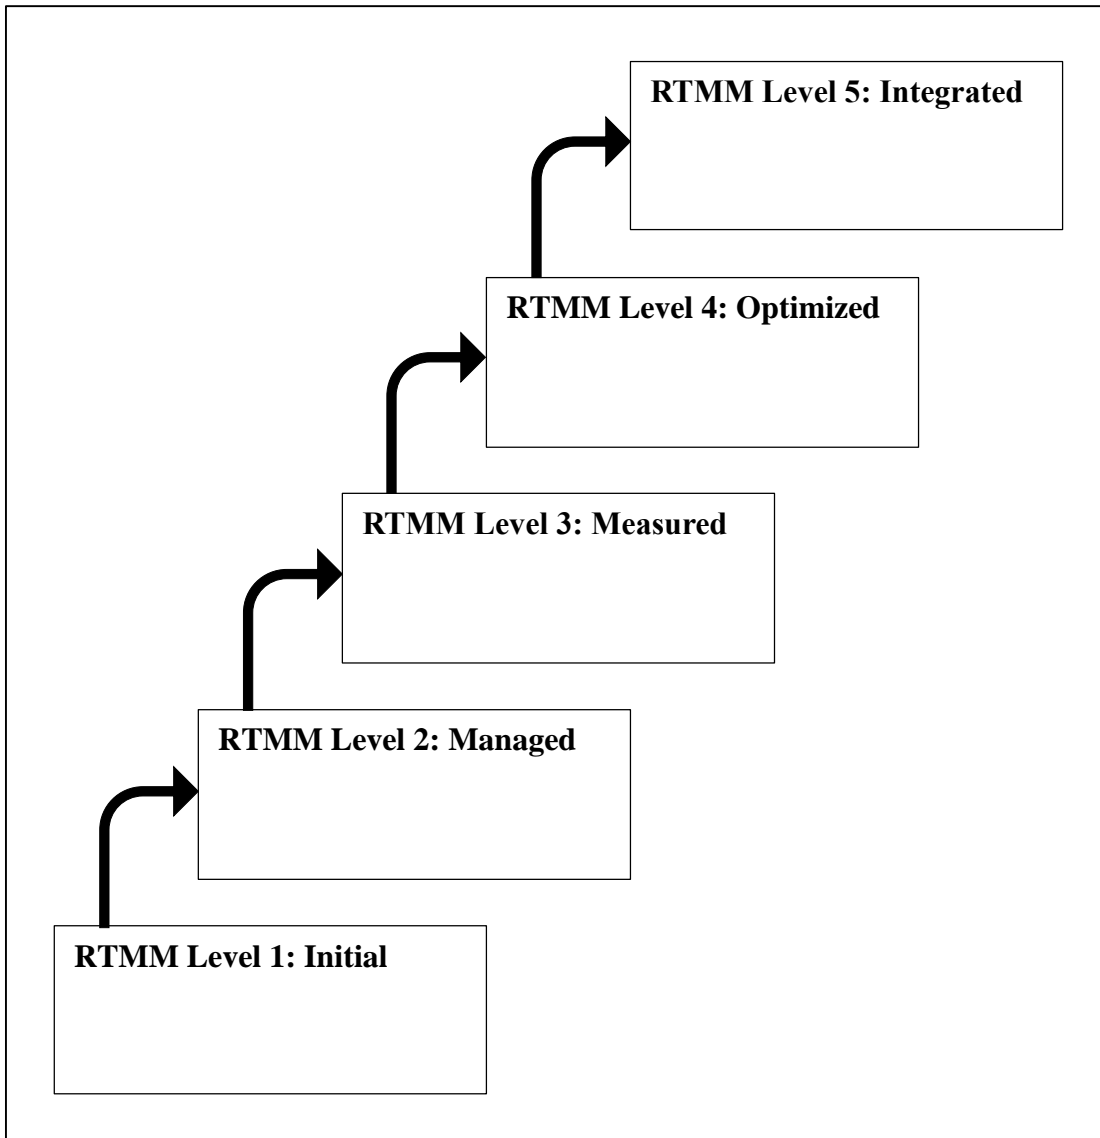 RTMM Level 5: Integrated
RTMM Level 4: Optimized
RTMM Level 3: Measured
RTMM Level 2: Managed
RTMM Level 1: Initial